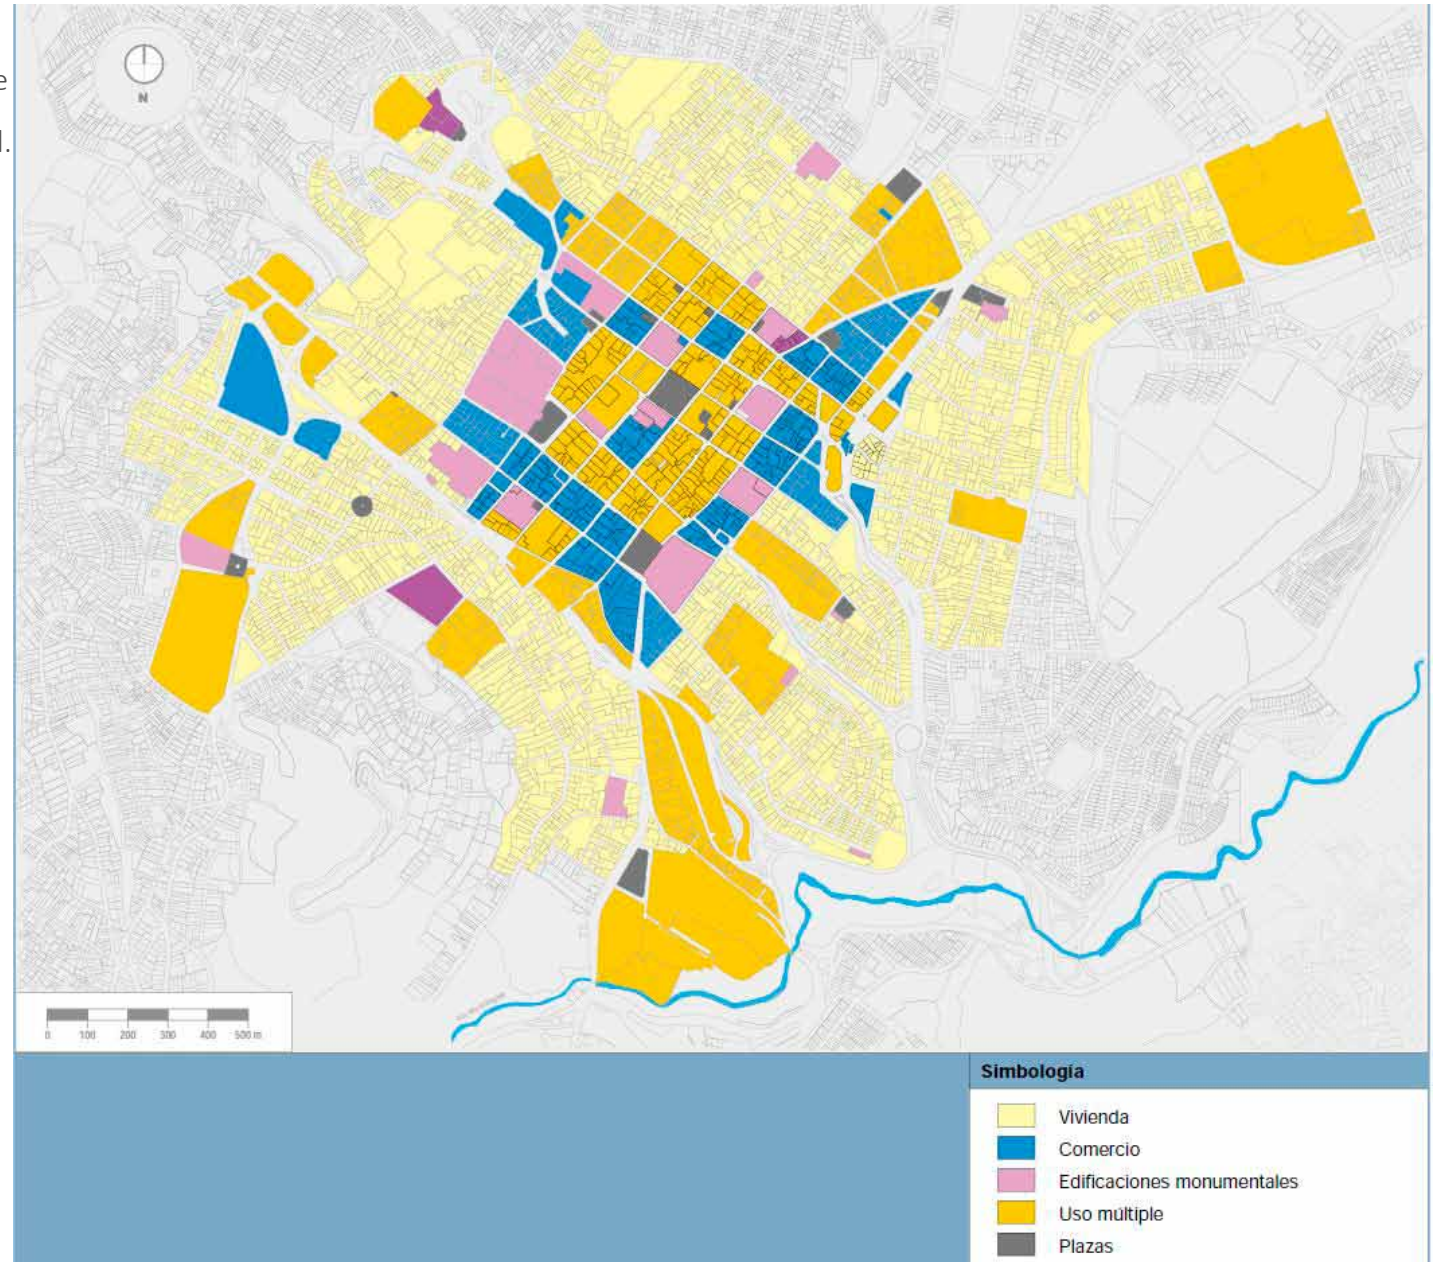 e
l.
N
0 100 200 300 400 500 m
Simbología
Vivienda
Comercio
Edificaciones monumentales
Uso múltiple
Plazas